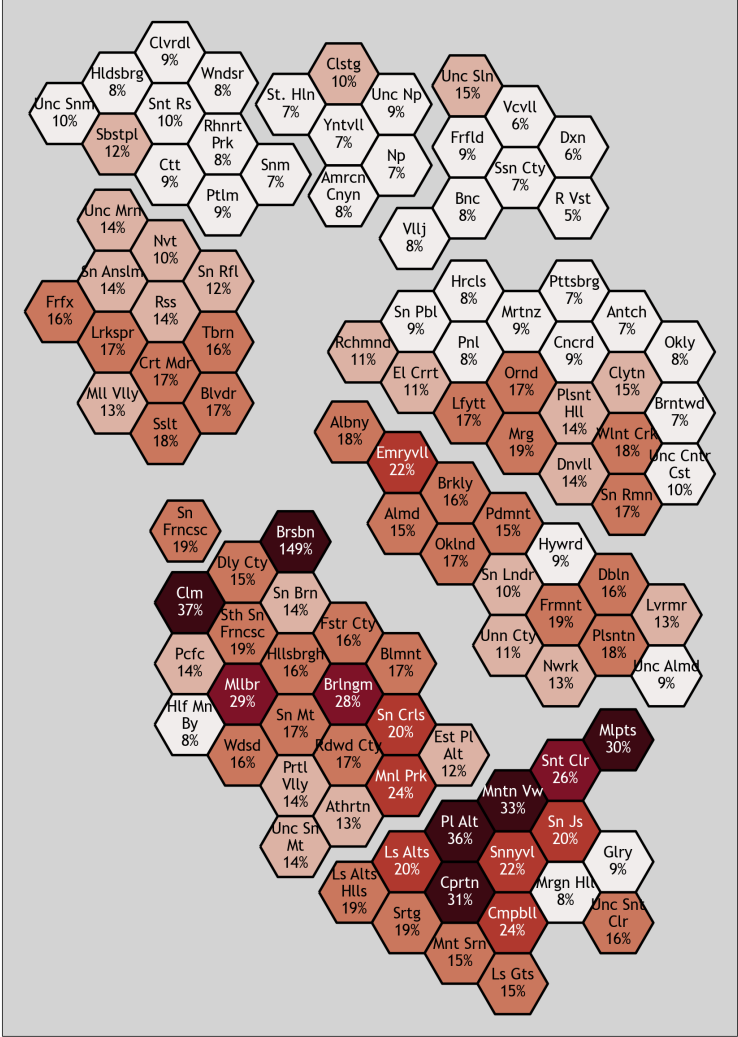 Clvrdl
9%
Hldsbrg
8%
Wndsr
8%
Unc Snm
10%
Snt Rs
10%
Sbstpl
12%
Rhnrt
Prk
8%
Ctt
9%
Snm
7%
Ptlm
9%
Clstg
10%
St. Hln
7%
Unc Np
9%
Yntvll
7%
Np
7%
Amrcn
Cnyn
8%
Unc Sln
15%
Vcvll
6%
Frfld
9%
Dxn
6%
Ssn Cty
7%
Bnc
8%
R Vst
5%
Vllj
8%
Unc Mrn
14%
Nvt
10%
Sn Anslm
14%
Sn Rfl
12%
Frfx
16%
Rss
14%
Lrkspr
17%
Tbrn
16%
Crt Mdr
17%
Mll Vlly
13%
Blvdr
17%
Sslt
18%
Hrcls
8%
Pttsbrg
7%
Sn Pbl
9%
Mrtnz
9%
Antch
7%
Rchmnd
11%
Pnl
8%
Cncrd
9%
Okly
8%
El Crrt
11%
Ornd
17%
Clytn
15%
Lfytt
17%
Plsnt
Hll
14%
Brntwd
7%
Mrg
19%
Wlnt Crk
18%
Dnvll
14%
Unc Cntr
Cst
10%
Sn Rmn
17%
Albny
18%
Emryvll
22%
Brkly
16%
Almd
15%
Pdmnt
15%
Oklnd
17%
Hywrd
9%
Sn Lndr
10%
Dbln
16%
Frmnt
19%
Lvrmr
13%
Unn Cty
11%
Plsntn
18%
Nwrk
13%
Unc Almd
9%
Sn
Frncsc
19%
Brsbn
149%
Dly Cty
15%
Clm
37%
Sn Brn
14%
Sth Sn
Frncsc
19%
Fstr Cty
16%
Pcfc
14%
Hllsbrgh
16%
Blmnt
17%
Mllbr
29%
Brlngm
28%
Hlf Mn
By
8%
Sn Mt
17%
Sn Crls
20%
Wdsd
16%
Rdwd Cty
17%
Est Pl
Alt
12%
Prtl
Vlly
14%
Mnl Prk
24%
Athrtn
13%
Unc Sn
Mt
14%
Mlpts
30%
Snt Clr
26%
Mntn Vw
33%
Pl Alt
36%
Sn Js
20%
Ls Alts
20%
Snnyvl
22%
Glry
9%
Ls Alts
Hlls
19%
Cprtn
31%
Mrgn Hll
8%
Srtg
19%
Cmpbll
24%
Unc Snt
Clr
16%
Mnt Srn
15%
Ls Gts
15%